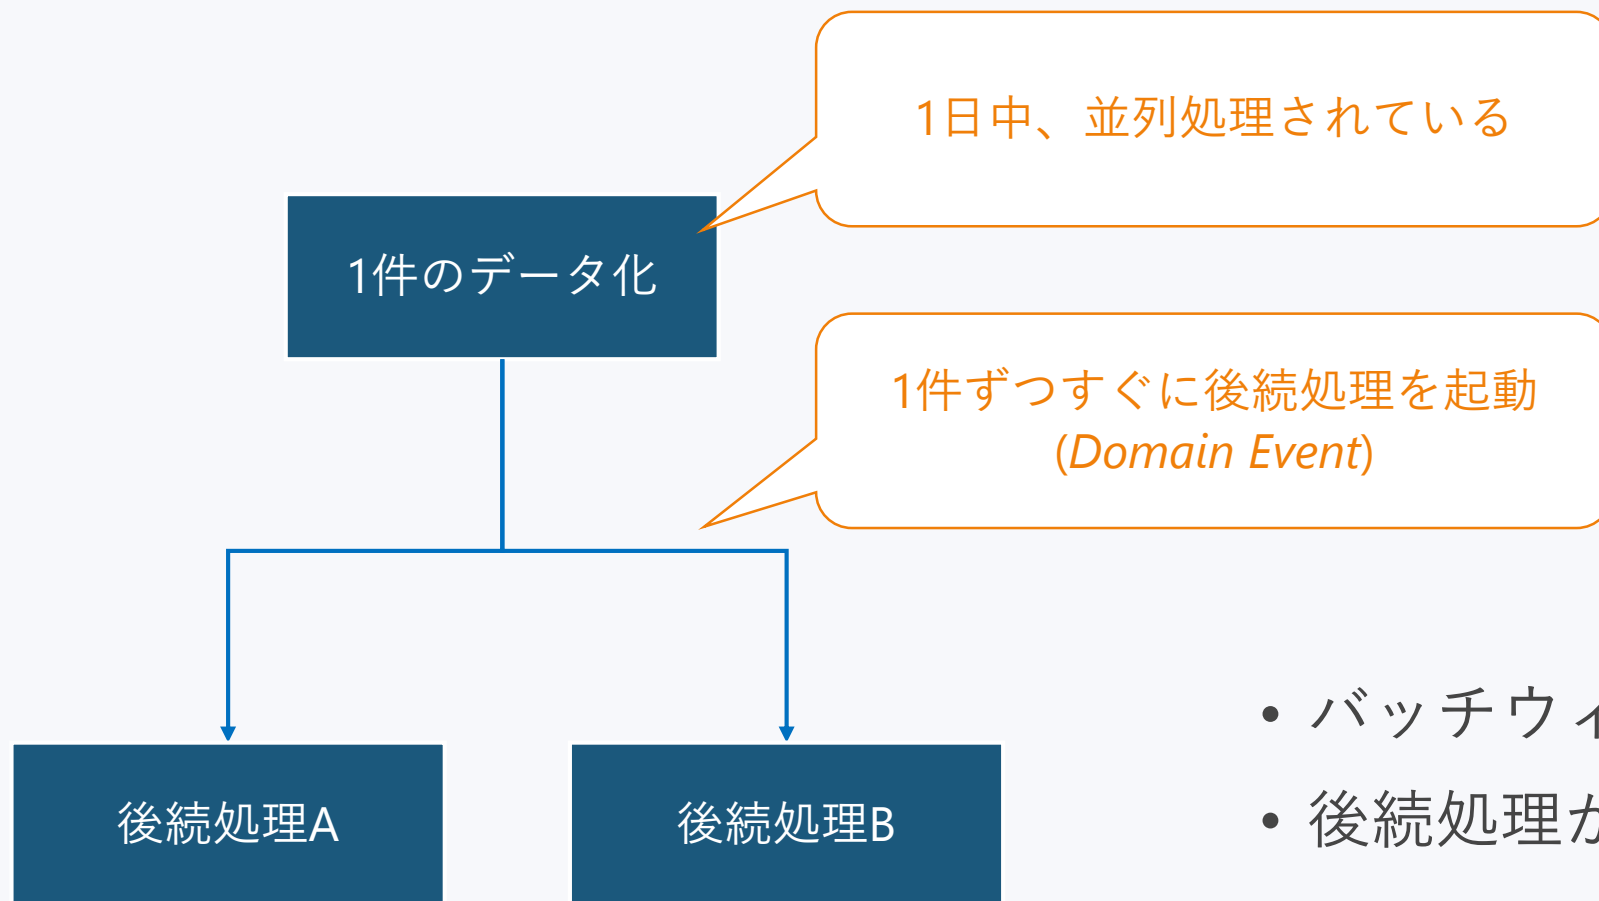 1日中、並列処理されている
1件のデータ化
1件ずつすぐに後続処理を起動
(Domain Event)
• バッチウィ
• 後続処理が
後続処理A
後続処理B